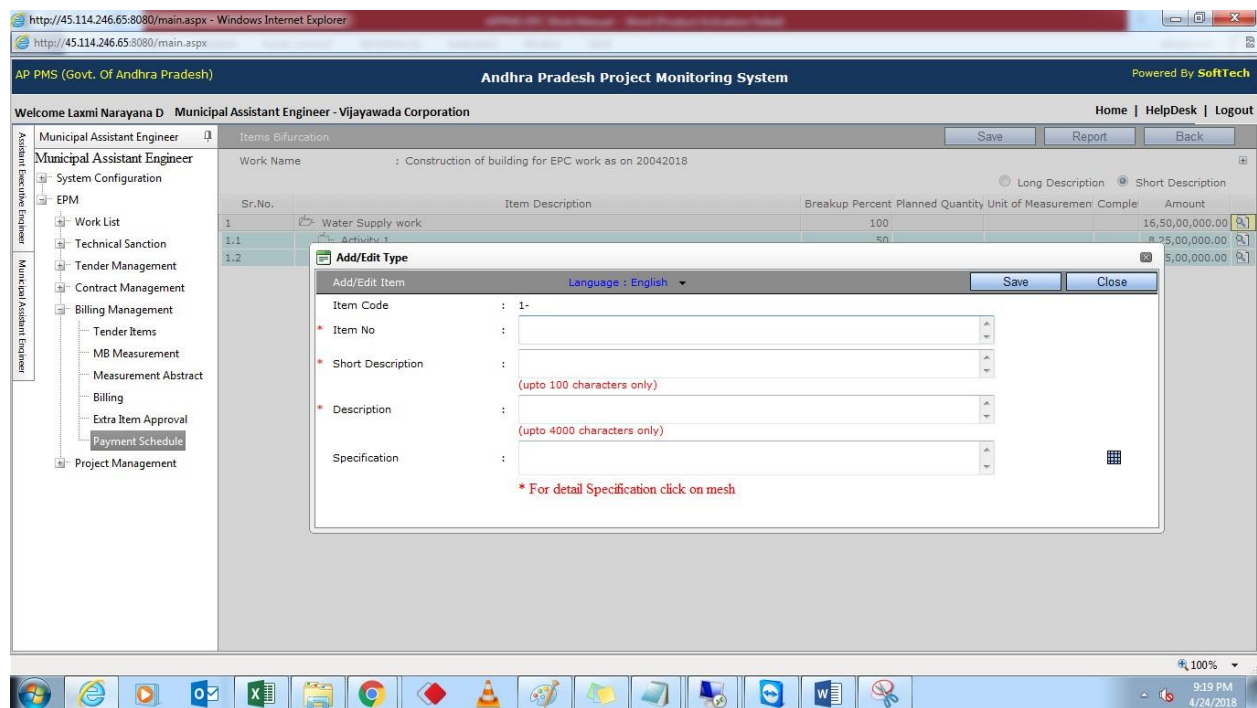 http://45.114.246.65:8080/main.aspx - Windows Internet Explorer
http://45.114.246.65:8080/main.aspx
AP PMS (Govt. Of Andhra Pradesh)
Andhra Pradesh Project Monitoring System
Powered By SoftTech
Welcome Laxmi Narayana D Municipal Assistant Engineer - Vijayawada Corporation
Home | HelpDesk | Logout
Assistant Executive Engineer
Municipal Assistant Engineer
Municipal Assistant Engineer
Municipal Assistant Engineer
System Configuration
EPM
Work List
Technical Sanction
Tender Management
Contract Management
Billing Management
Tender Items
MB Measurement
Measurement Abstract
Billing
Extra Item Approval
Payment Schedule
Project Management
Items Bifurcation
Save Report Back
Work Name : Construction of building for EPC work as on 20042018
Long Description Short Description
Sr.No. Item Description Breakup Percent Planned Quantity Unit of Measuremen Comple Amount
1 Water Supply work 100 16,50,00,000.00
1.1 Activity 1 50 8,25,00,000.00
1.2 5,00,000.00
Add/Edit Type
Add/Edit Item Language : English Save Close
Item Code : 1-
* Item No :
* Short Description :
(upto 100 characters only)
* Description :
(upto 4000 characters only)
Specification :
* For detail Specification click on mesh
100%
9:19 PM
4/24/2018